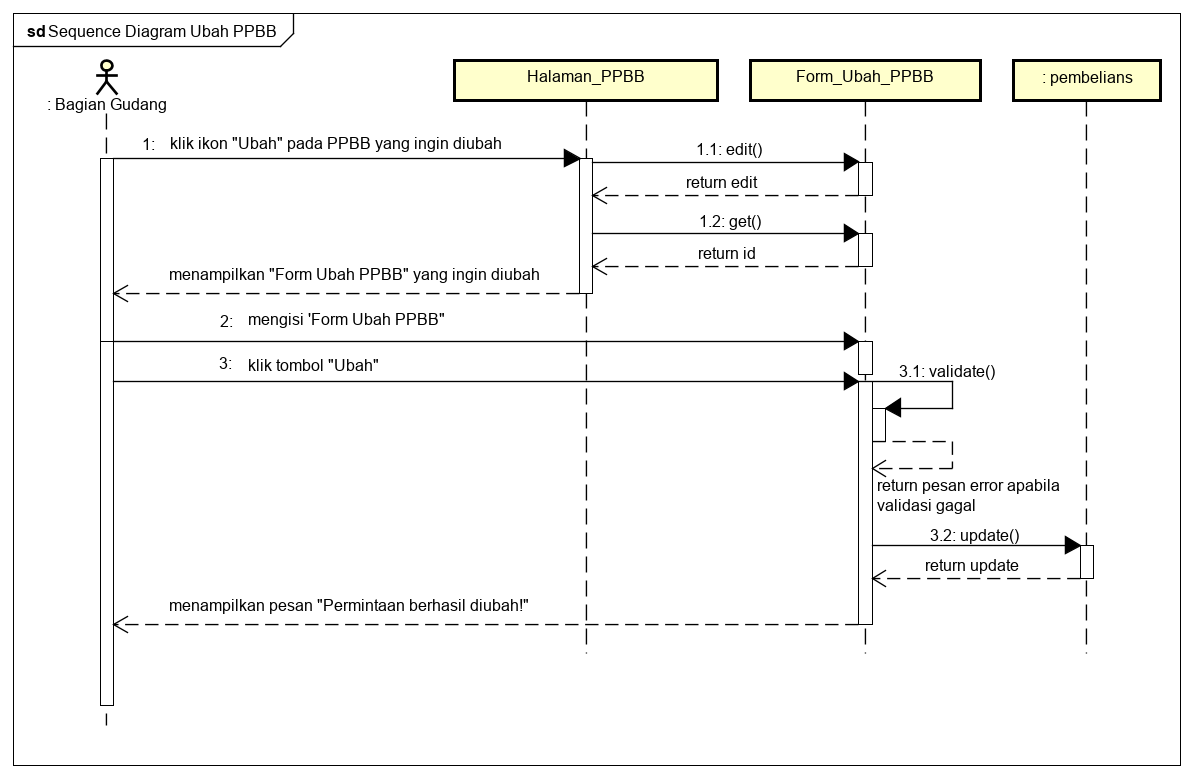 sd Sequence Diagram Ubah PPBB
: Bagian Gudang
Halaman_PPBB
Form_Ubah_PPBB
: pembelians
1: klik ikon "Ubah" pada PPBB yang ingin diubah
1.1: edit()
return edit
1.2: get()
return id
menampilkan "Form Ubah PPBB" yang ingin diubah
2: mengisi 'Form Ubah PPBB"
3: klik tombol "Ubah"
3.1: validate()
return pesan error apabila
validasi gagal
3.2: update()
return update
menampilkan pesan "Permintaan berhasil diubah!"